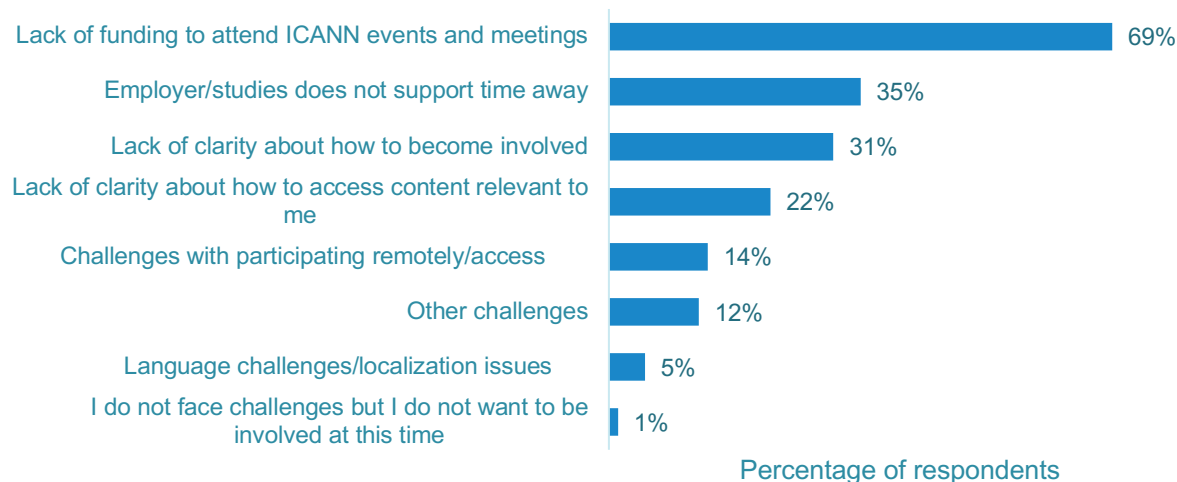 Lack of funding to attend ICANN events and meetings 69%
Employer/studies does not support time away 35%
Lack of clarity about how to become involved 31%
Lack of clarity about how to access content relevant to
me 22%
Challenges with participating remotely/access 14%
Other challenges 12%
Language challenges/localization issues 5%
I do not face challenges but I do not want to be
involved at this time 1%
Percentage of respondents